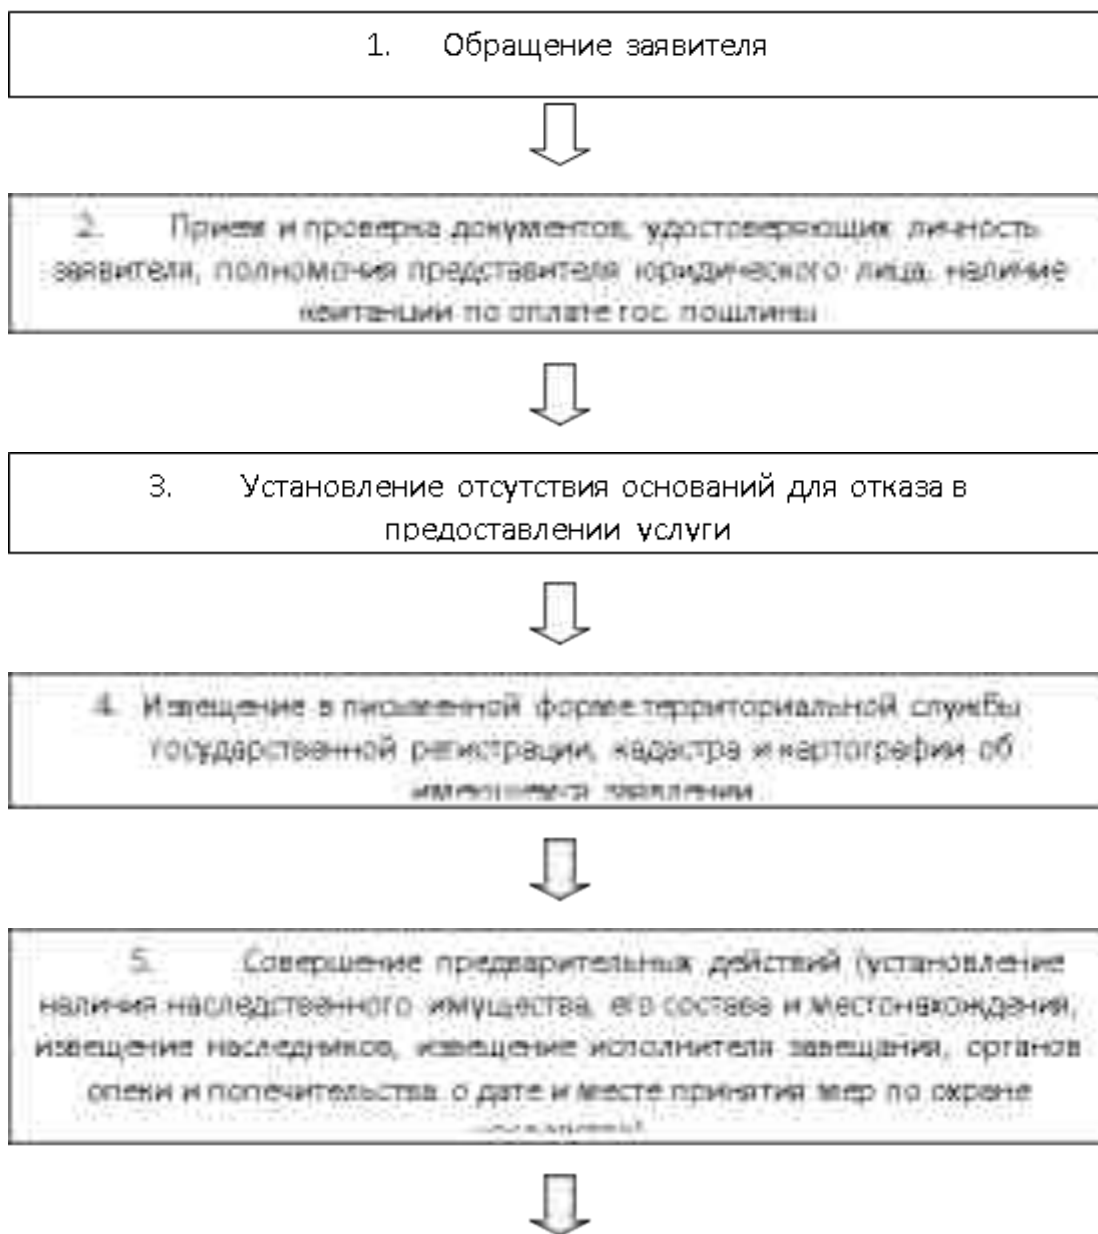 1. Обращение заявителя
2. Прием и проверка документов, удостоверяющих личность
заявителя, полномочия представителя юридического лица, наличие
квитанции по оплате гос. пошлины
3. Установление отсутствия оснований для отказа в
предоставлении услуги
4. Извещение в письменной форме территориальной службы
государственной регистрации, кадастра и картографии об
имеющемся заявлении
5. Совершение предварительных действий (установление
наличия наследственного имущества, его состава и местонахождения,
извещение наследников, извещение исполнителя завещания, органов
опеки и попечительства о дате и месте принятия мер по охране